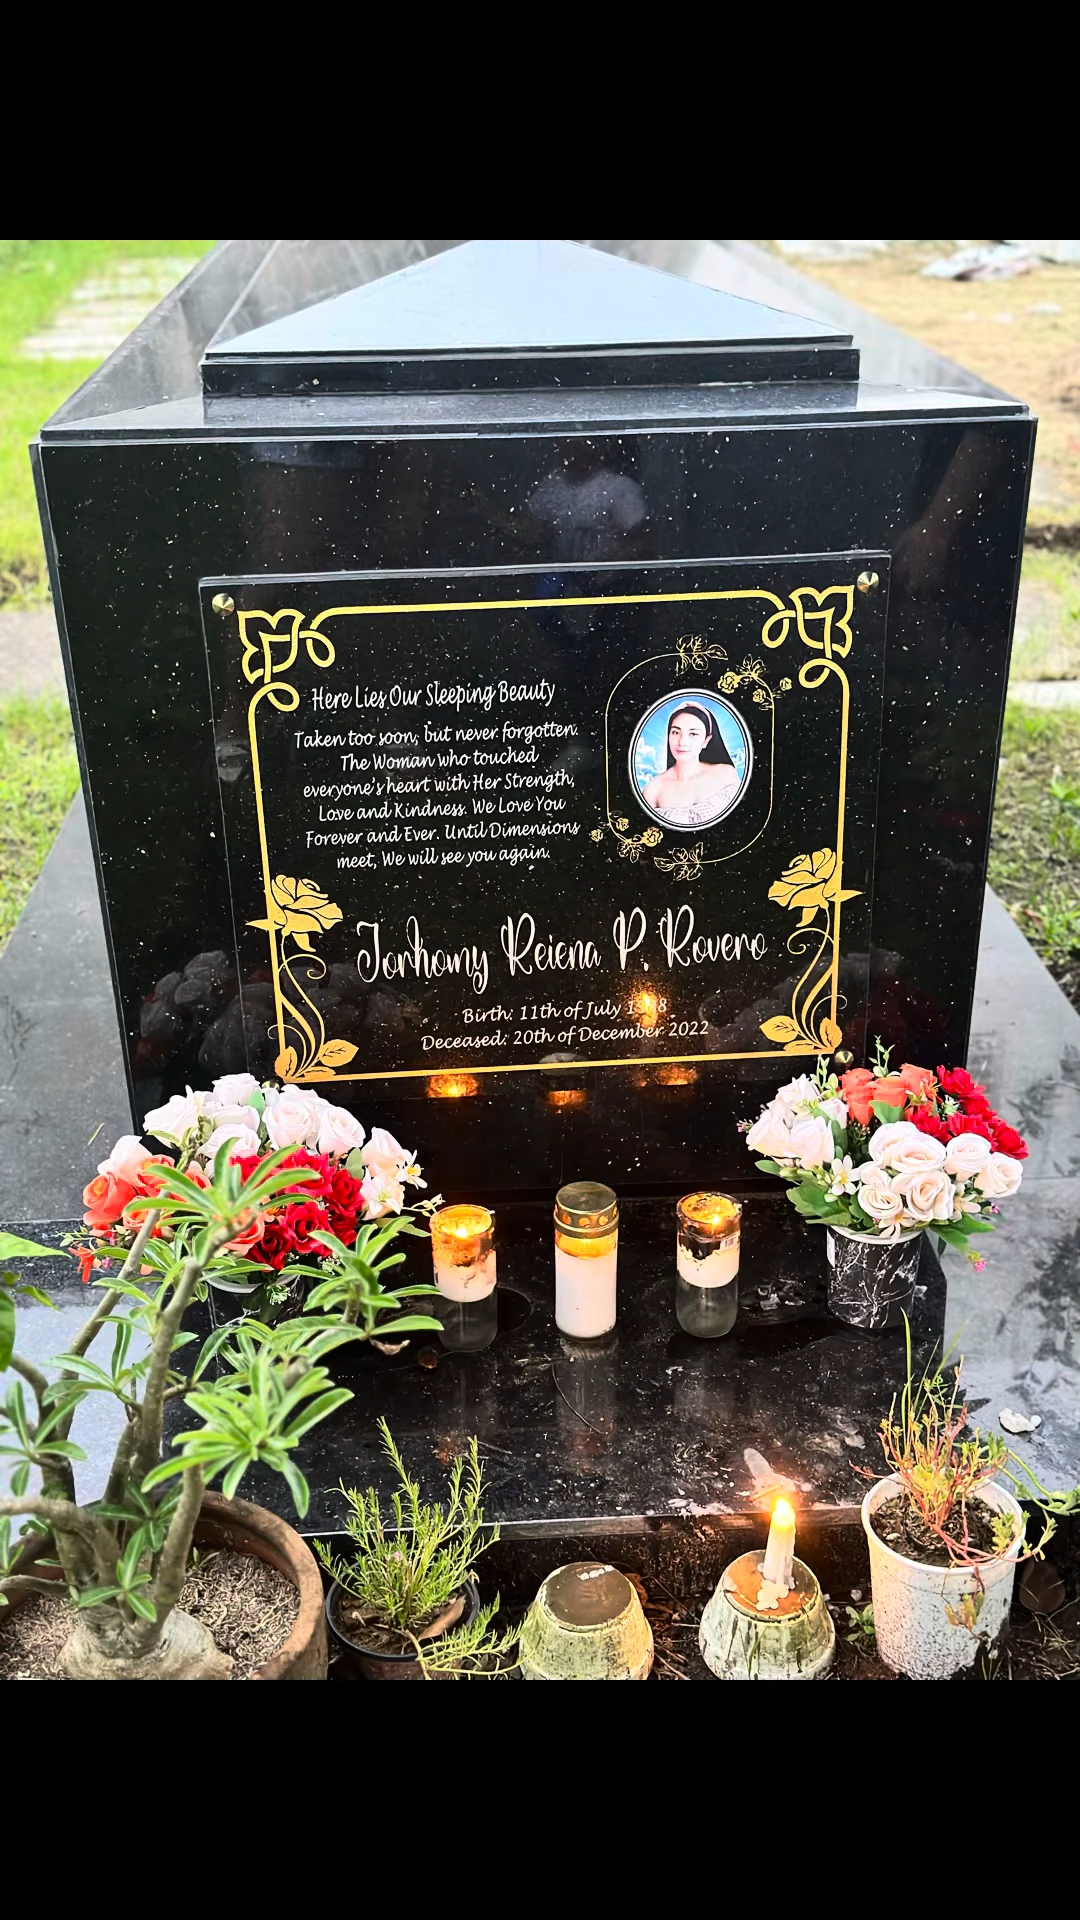 Here Lies Our Sleeping Beauty
Taken too soon, but never forgotten.
The Woman who touched
everyone's heart with Her Strength,
Love and Kindness. We Love You
Forever and Ever. Until Dimensions
meet, We will see you again.
Jorhomy Reiena P. Rovero
Birth: 11th of July
Deceased: 20th of December 2022